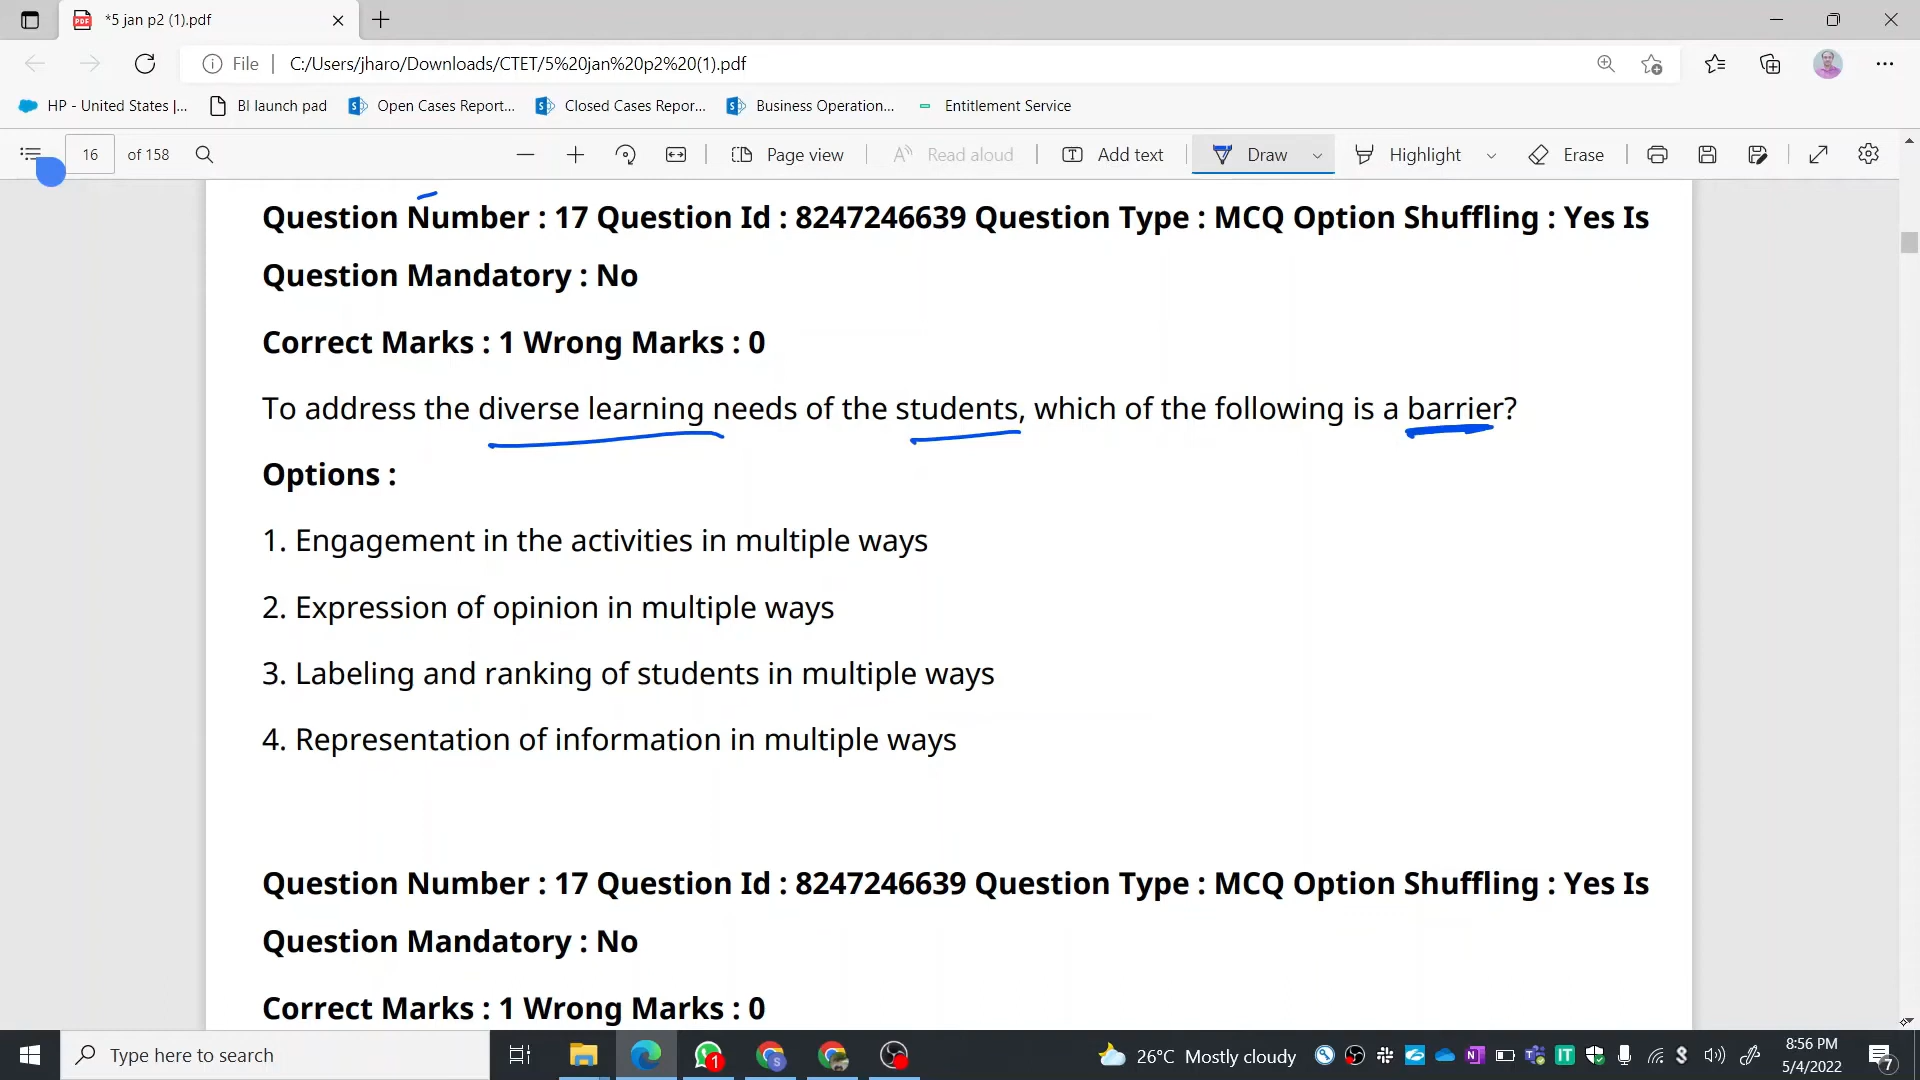 *5 jan p2 (1).pdf
File
C:/Users/jharo/Downloads/CTET/5%20jan%20p2%20(1).pdf
HP - United States |... BI launch pad Open Cases Report... Closed Cases Repor... Business Operation... Entitlement Service
16 of 158 Page view Read aloud Add text Draw Highlight Erase
Question Number : 17 Question Id : 8247246639 Question Type : MCQ Option Shuffling : Yes Is
Question Mandatory : No
Correct Marks : 1 Wrong Marks : 0
To address the diverse learning needs of the students, which of the following is a barrier?
Options :
1. Engagement in the activities in multiple ways
2. Expression of opinion in multiple ways
3. Labeling and ranking of students in multiple ways
4. Representation of information in multiple ways
Question Number : 17 Question Id : 8247246639 Question Type : MCQ Option Shuffling : Yes Is
Question Mandatory : No
Correct Marks : 1 Wrong Marks : 0
Type here to search
26°C Mostly cloudy
8:56 PM
5/4/2022
7